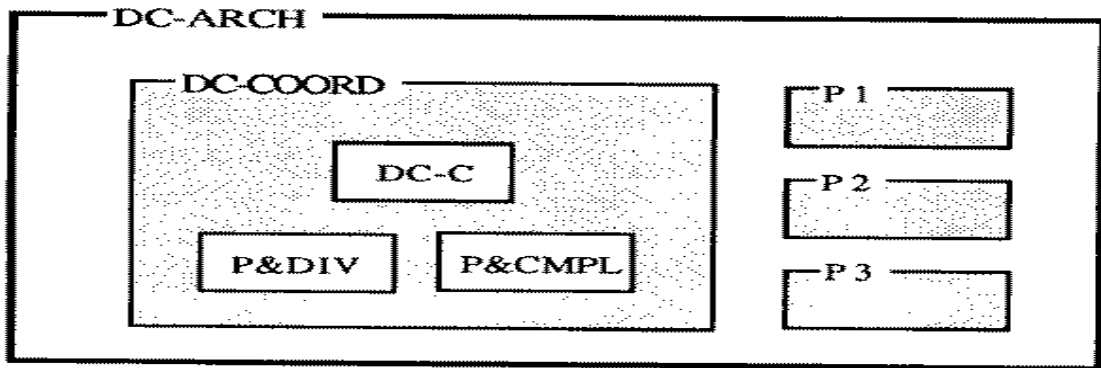 DC-ARCH
DC-COORD
P 1
DC-C
P 2
P&DIV
P&CMPL
P 3